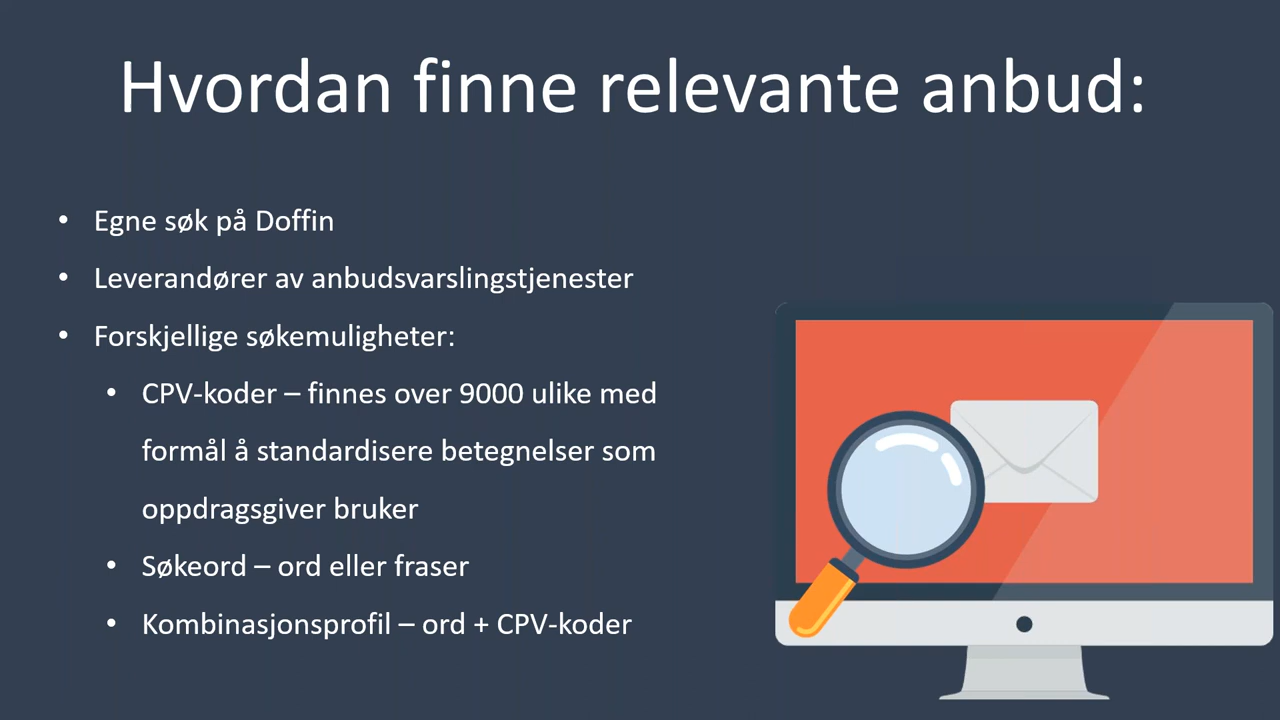 Hvordan finne relevante anbud:
• Egne søk på Doffin
• Leverandører av anbudsvarslingstjenester
• Forskjellige søkemuligheter:
• CPV-koder – finnes over 9000 ulike med
formål å standardisere betegnelser som
oppdragsgiver bruker
• Søkeord – ord eller fraser
• Kombinasjonsprofil – ord + CPV-koder